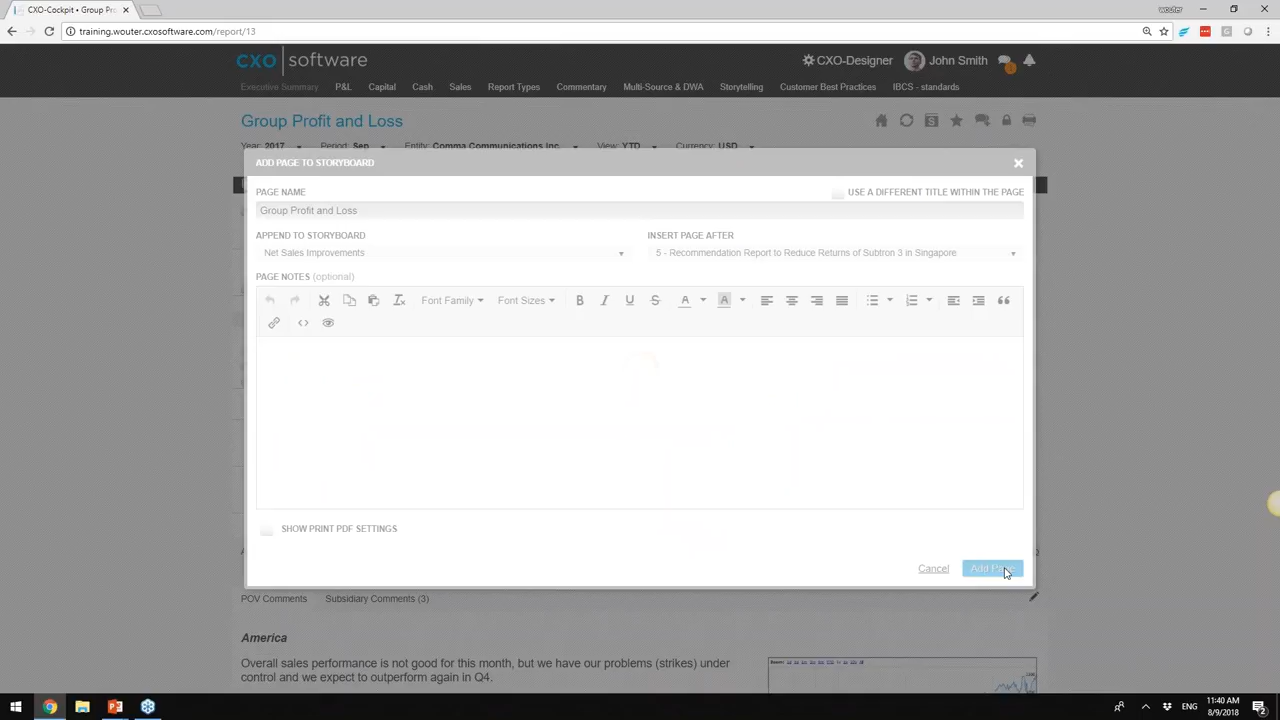 CXO-Cockpit • Group Prof
wouter
training.wouter.cxosoftware.com/report/13
cxo software
CXO-Designer
John Smith
Executive Summary P&L Capital Cash Sales Report Types Commentary Multi-Source & DWA Storytelling Customer Best Practices IBCS - standards
Group Profit and Loss
Year: 2017 Period: Sep Entity: Comma Communications Inc. View: YTD Currency: USD
ADD PAGE TO STORYBOARD
PAGE NAME
USE A DIFFERENT TITLE WITHIN THE PAGE
Group Profit and Loss
APPEND TO STORYBOARD
INSERT PAGE AFTER
Net Sales Improvements
5 - Recommendation Report to Reduce Returns of Subtron 3 in Singapore
PAGE NOTES (optional)
Font Family Font Sizes B I U S A A
SHOW PRINT PDF SETTINGS
Cancel
Add Page
POV Comments Subsidiary Comments (3)
America
Overall sales performance is not good for this month, but we have our problems (strikes) under
control and we expect to outperform again in Q4.
ENG
11:40 AM
8/9/2018
2